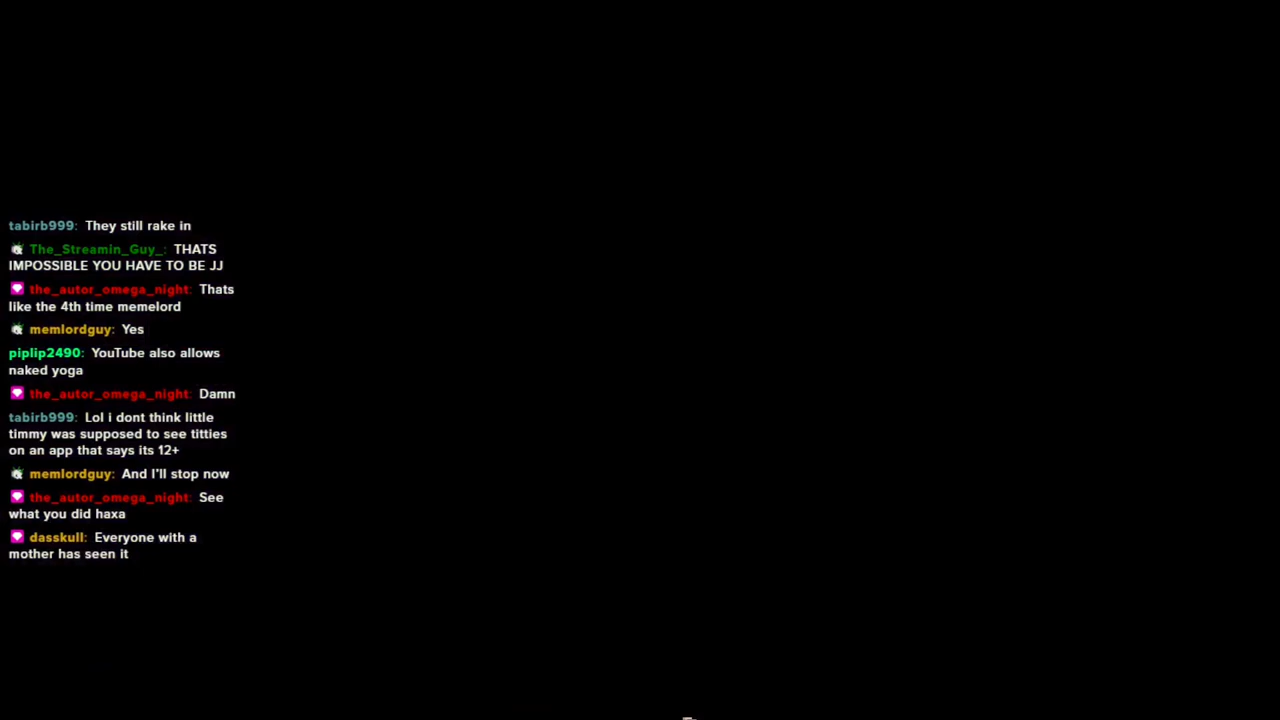 tabirb999: They still rake in
The_Streamin_Guy_: THATS
IMPOSSIBLE YOU HAVE TO BE JJ
the_autor_omega_night: Thats
like the 4th time memelord
memlordguy: Yes
piplip2490: YouTube also allows
naked yoga
the_autor_omega_night: Damn
tabirb999: Lol i dont think little
timmy was supposed to see titties
on an app that says its 12+
memlordguy: And I'll stop now
the_autor_omega_night: See
what you did haxa
dasskull: Everyone with a
mother has seen it